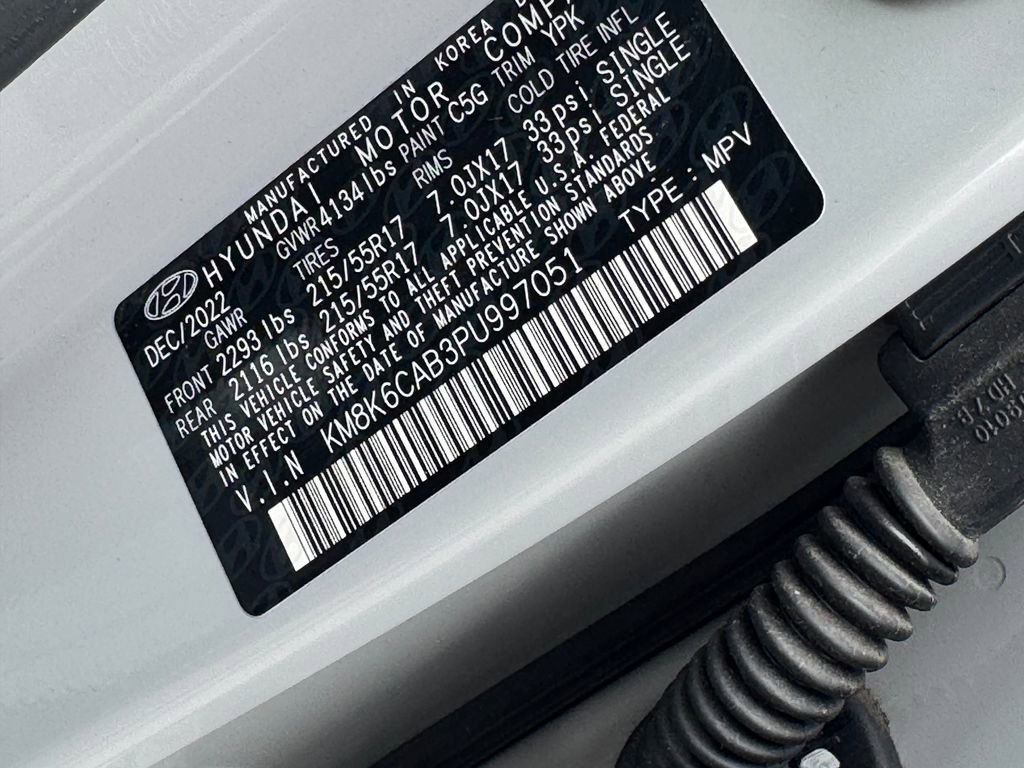 MANUFACTURED IN KOREA
HYUNDAI MOTOR
DEC/2022 GVWR 4134 lbs PAINT C5G TRIM YPK
GAWR TIRES RIMS COLD TIRE INFL
FRONT 2293 lbs 215/55R17 7.0JX17 33psi: SINGLE
REAR 2116 lbs 215/55R17 7.0JX17 33psi: SINGLE
THIS VEHICLE CONFORMS TO ALL APPLICABLE U.S.A. FEDERAL
MOTOR VEHICLE SAFETY AND THEFT PREVENTION STANDARDS
IN EFFECT ON THE DATE OF MANUFACTURE SHOWN ABOVE
V.I.N KM8K6CAB3PU997051 TYPE: MPV